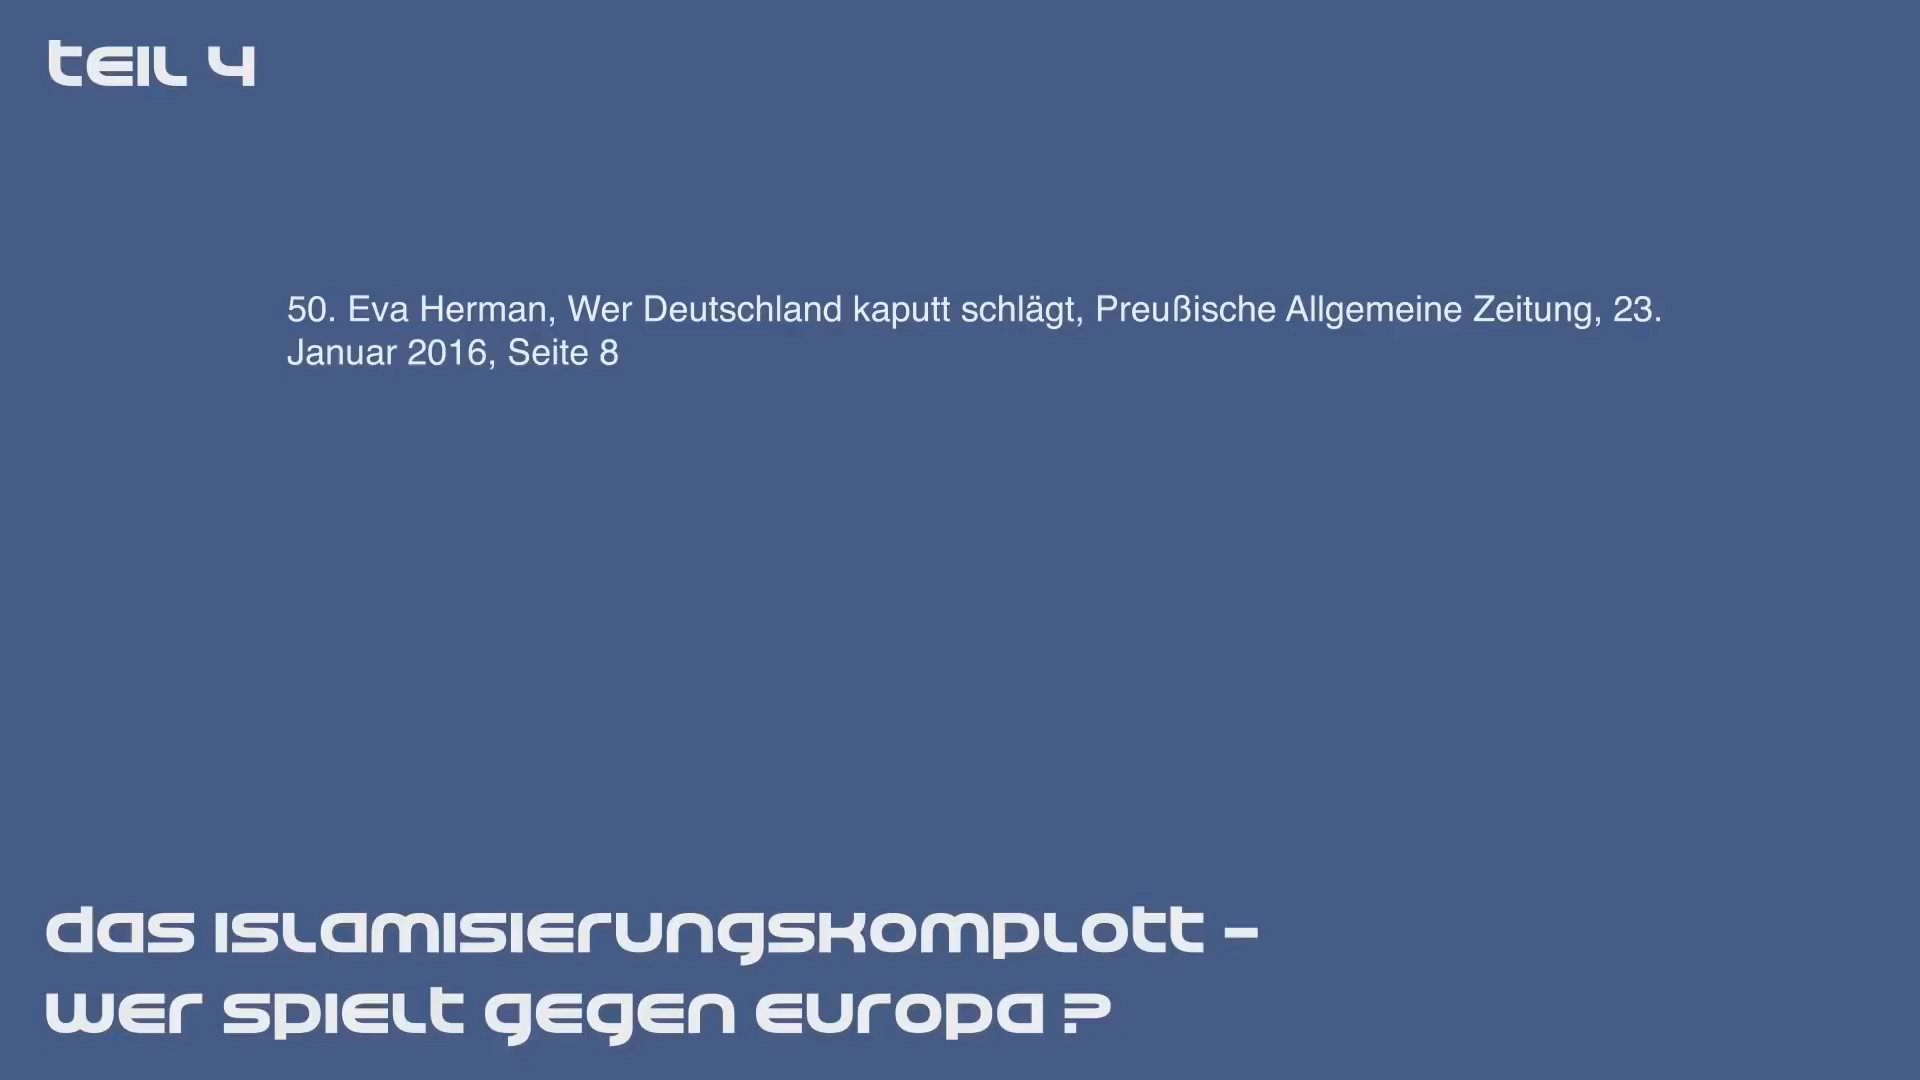 Teil 4
50. Eva Herman, Wer Deutschland kaputt schlägt, Preußische Allgemeine Zeitung, 23.
Januar 2016, Seite 8
Das Islamisierungskomplott –
Wer spielt gegen Europa ?